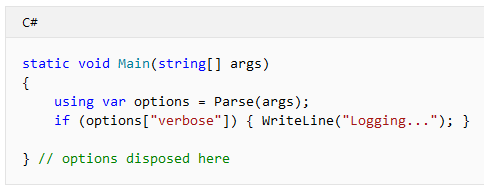 C#
static void Main(string[] args)
{
    using var options = Parse(args);
    if (options["verbose"]) { WriteLine("Logging..."); }
} // options disposed here